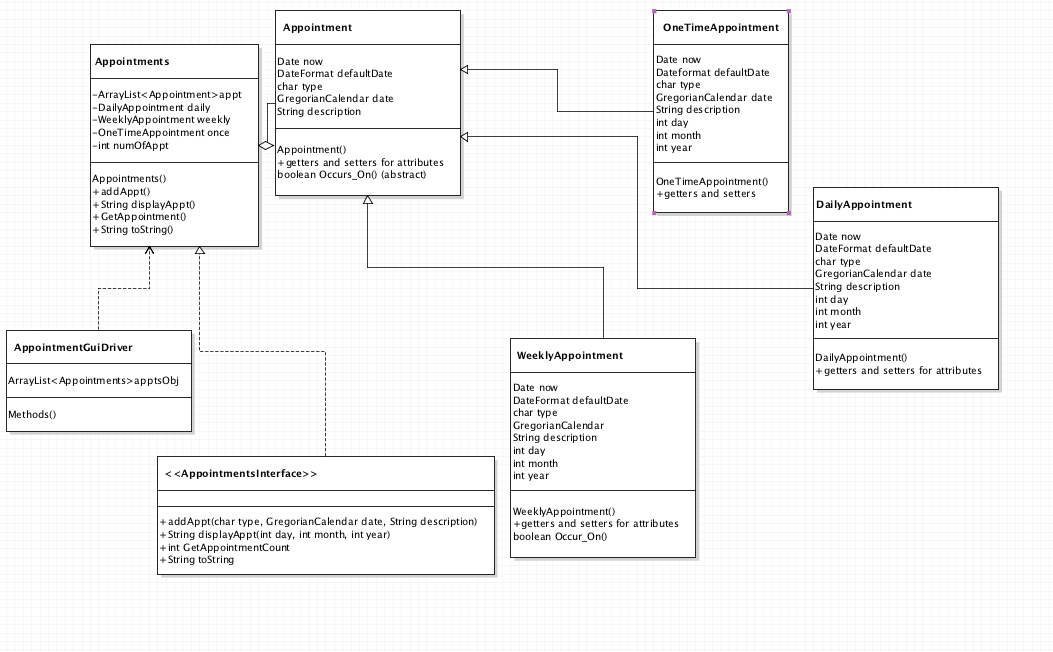 Appointments
-ArrayList<Appointment>appt
-DailyAppointment daily
-WeeklyAppointment weekly
-OneTimeAppointment once
-int numOfAppt
Appointments()
+addAppt()
+String displayAppt()
+GetAppointment()
+String toString()
Appointment
Date now
DateFormat defaultDate
char type
GregorianCalendar date
String description
Appointment()
+getters and setters for attributes
boolean Occurs_On() (abstract)
OneTimeAppointment
Date now
Dateformat defaultDate
char type
GregorianCalendar date
String description
int day
int month
int year
OneTimeAppointment()
+getters and setters
DailyAppointment
Date now
DateFormat defaultDate
char type
GregorianCalendar date
String description
int day
int month
int year
DailyAppointment()
+getters and setters for attributes
AppointmentGuiDriver
ArrayList<Appointments>apptsObj
Methods()
WeeklyAppointment
Date now
DateFormat defaultDate
char type
GregorianCalendar
String description
int day
int month
int year
WeeklyAppointment()
+getters and setters for attributes
boolean Occur_On()
<<AppointmentsInterface>>
+addAppt(char type, GregorianCalendar date, String description)
+String displayAppt(int day, int month, int year)
+int GetAppointmentCount
+String toString